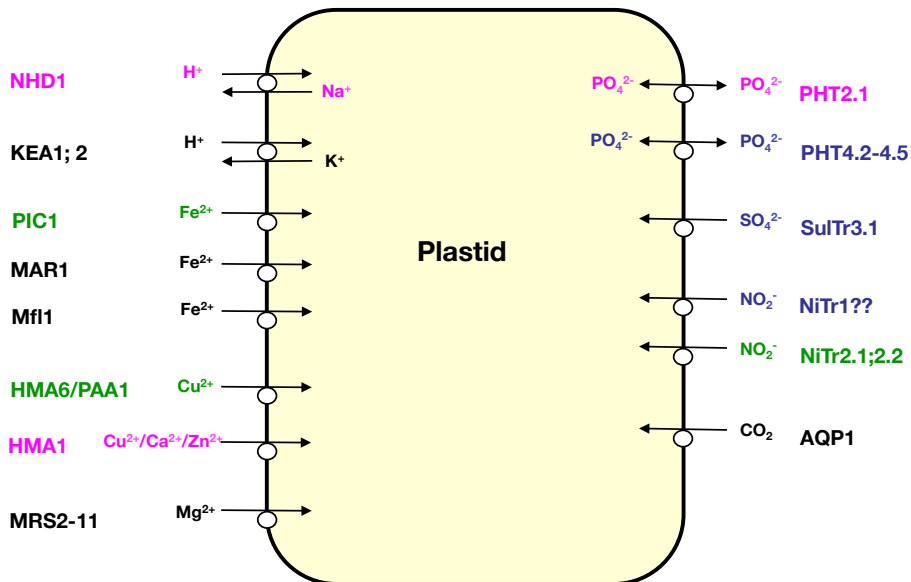 NHD1 H⁺ Na⁺ PO₄²⁻ PO₄²⁻ PHT2.1
KEA1; 2 H⁺ K⁺ PO₄²⁻ PO₄²⁻ PHT4.2-4.5
PIC1 Fe²⁺ SO₄²⁻ SulTr3.1
MAR1 Fe²⁺ Plastid
Mfl1 Fe²⁺ NO₂⁻ NiTr1??
NO₂⁻ NiTr2.1;2.2
HMA6/PAA1 Cu²⁺
HMA1 Cu²⁺/Ca²⁺/Zn²⁺ CO₂ AQP1
MRS2-11 Mg²⁺